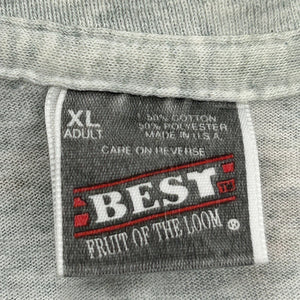 XL
ADULT
50% COTTON
50% POLYESTER
MADE IN U.S.A.
CARE ON REVERSE
BEST
FRUIT OF THE LOOM ®